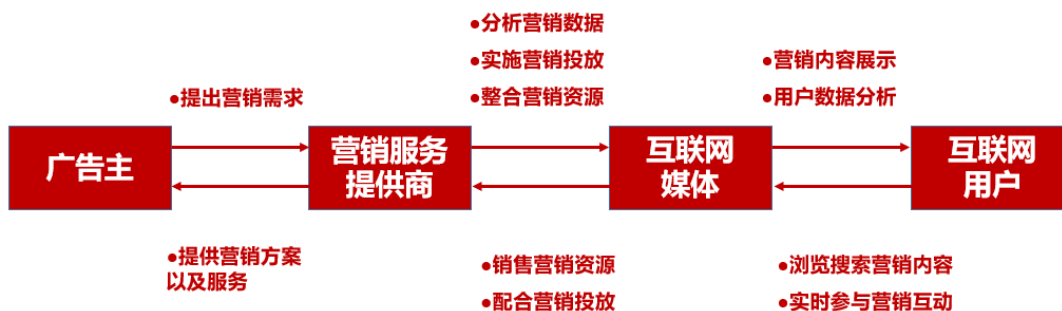 ●分析营销数据
●实施营销投放
●整合营销资源
●营销内容展示
●用户数据分析
●提出营销需求
广告主
营销服务
提供商
互联网
媒体
互联网
用户
●提供营销方案
以及服务
●销售营销资源
●配合营销投放
●浏览搜索营销内容
●实时参与营销互动